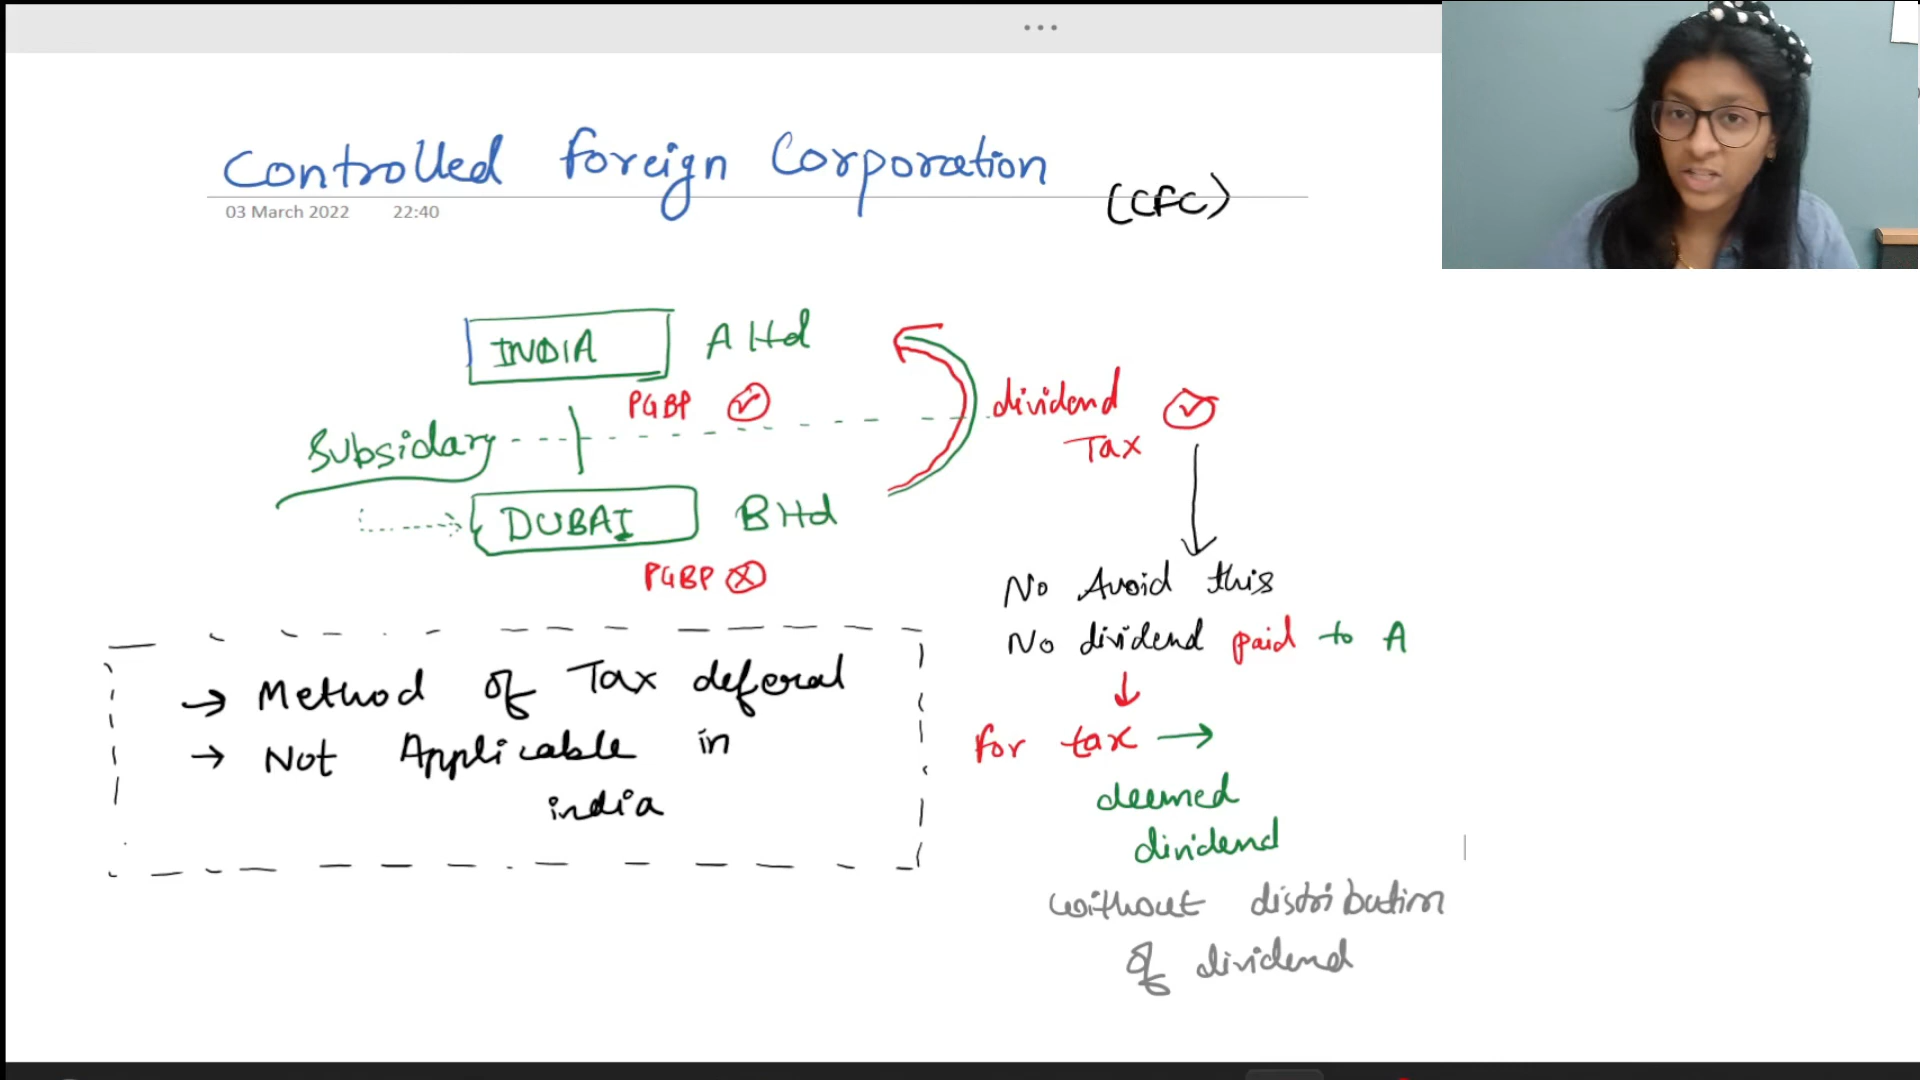 Controlled foreign Corporation
(CFC)
03 March 2022 22:40
INDIA A ltd
PGBP
dividend
Tax
Subsidary
DUBAI B ltd
PGBP
No Avoid this
No dividend paid to A
for tax →
deemed
dividend
without distribution
of dividend
→ Method of Tax deferal
→ Not Applicable in
india